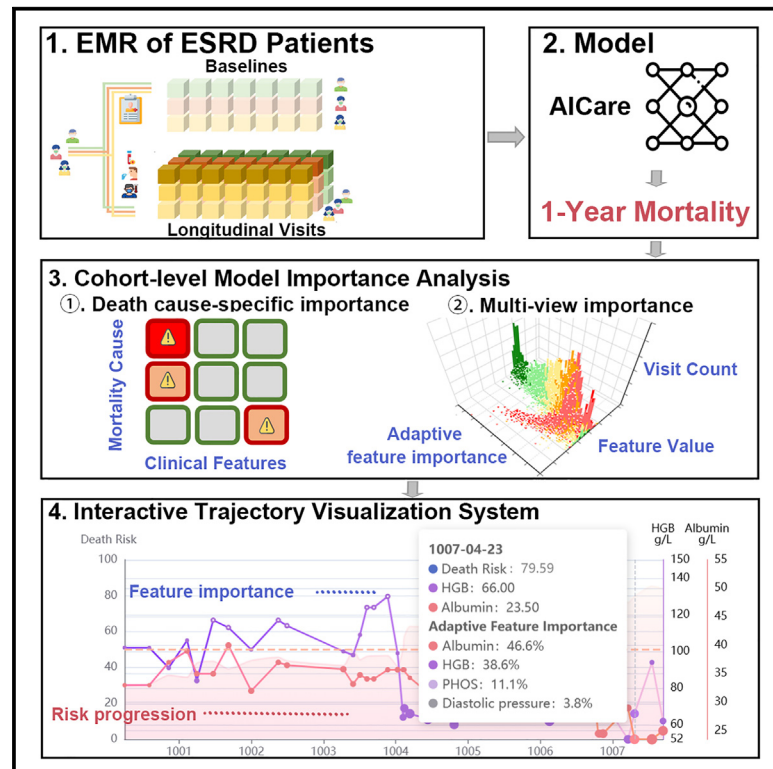 1. EMR of ESRD Patients
Baselines
Longitudinal Visits
2. Model
AICare
1-Year Mortality
3. Cohort-level Model Importance Analysis
①. Death cause-specific importance
Mortality Cause
Clinical Features
②. Multi-view importance
Visit Count
Adaptive
feature importance
Feature Value
4. Interactive Trajectory Visualization System
Death Risk
HGB
g/L
Albumin
g/L
100
80
60
40
20
0
Feature importance
Risk progression
1007-04-23
Death Risk: 79.59
HGB: 66.00
Albumin: 23.50
Adaptive Feature Importance
Albumin: 46.6%
HGB: 38.6%
PHOS: 11.1%
Diastolic pressure: 3.8%
150
140
120
100
80
60
52
55
50
45
40
35
30
25
1001
1002
1003
1004
1005
1006
1007